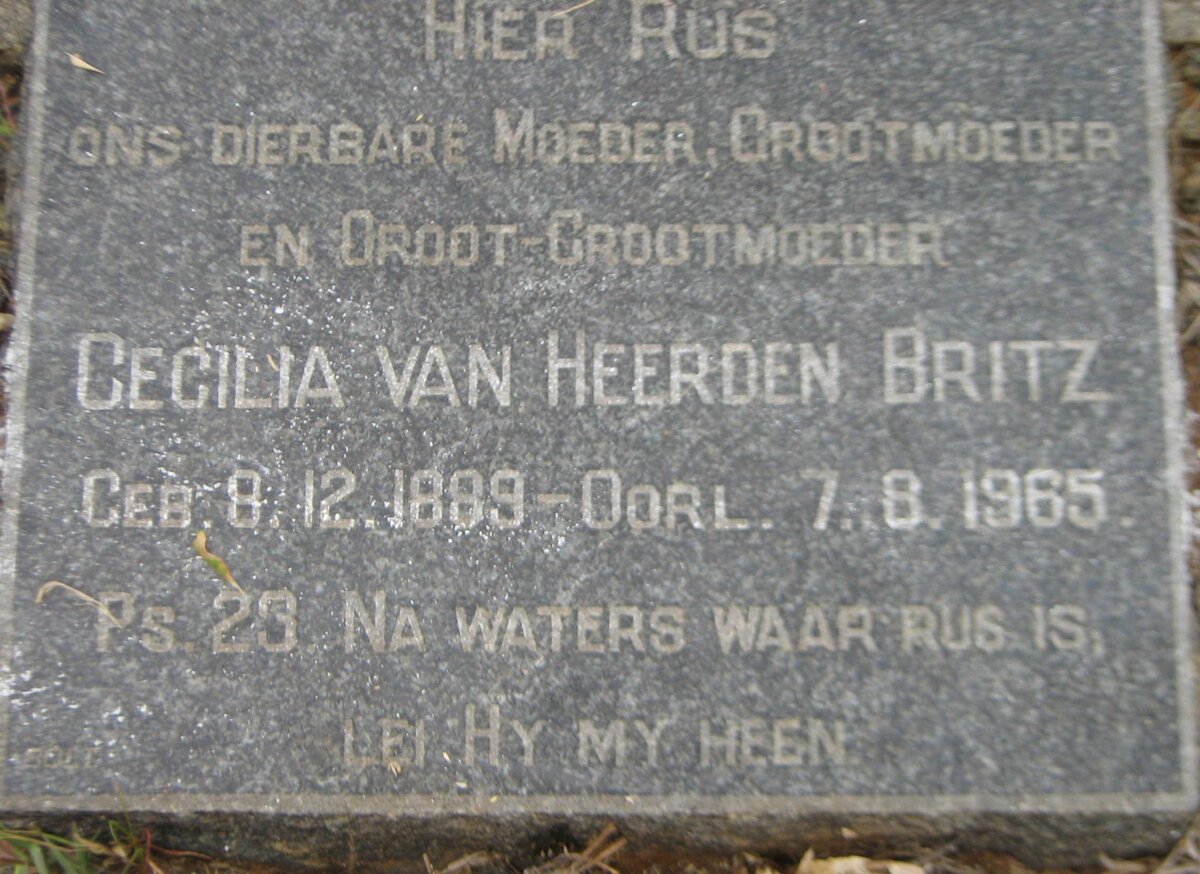 HIER RUS
ONS DIERBARE MOEDER, GROOTMOEDER
EN GROOT-GROOTMOEDER
CECILIA VAN HEERDEN BRITZ
GEB. 8. 12. 1889 - OORL. 7. 8. 1965.
PS. 23. NA WATERS WAAR RUS IS,
LEI HY MY HEEN.